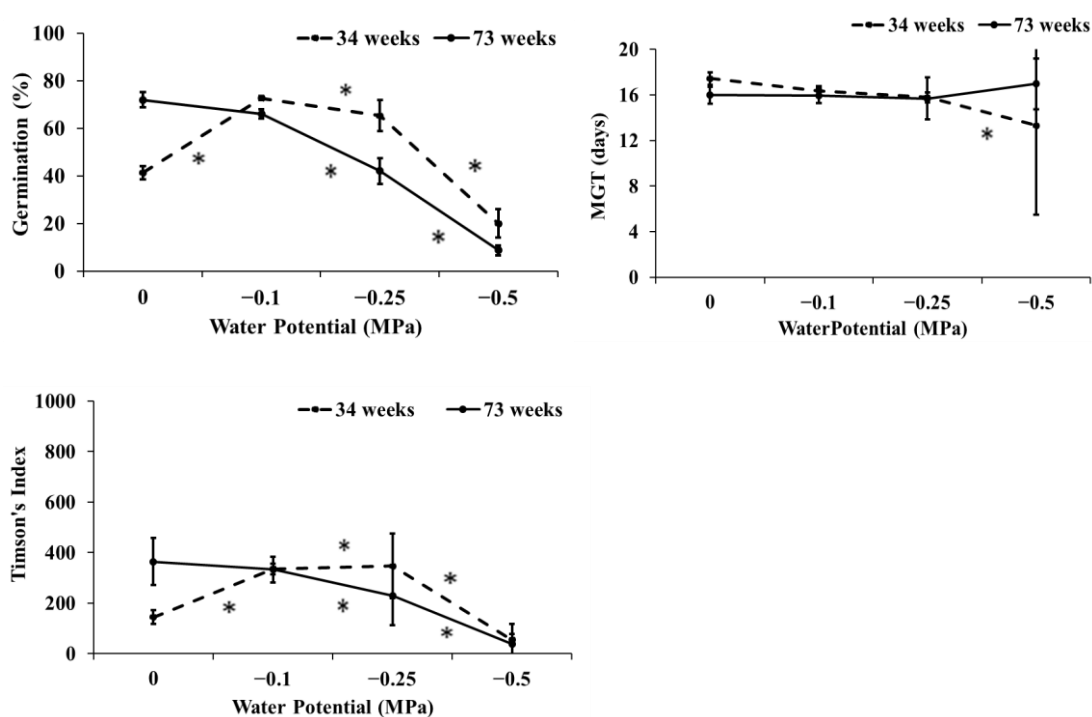 34 weeks 73 weeks
Germination (%)
100
80
60
40
20
0
*
*
*
*
*
0 −0.1 −0.25 −0.5
Water Potential (MPa)
34 weeks 73 weeks
MGT (days)
20
16
12
8
4
0
*
0 −0.1 −0.25 −0.5
WaterPotential (MPa)
34 weeks 73 weeks
Timson's Index
1000
800
600
400
200
0
*
*
*
*
*
0 −0.1 −0.25 −0.5
Water Potential (MPa)